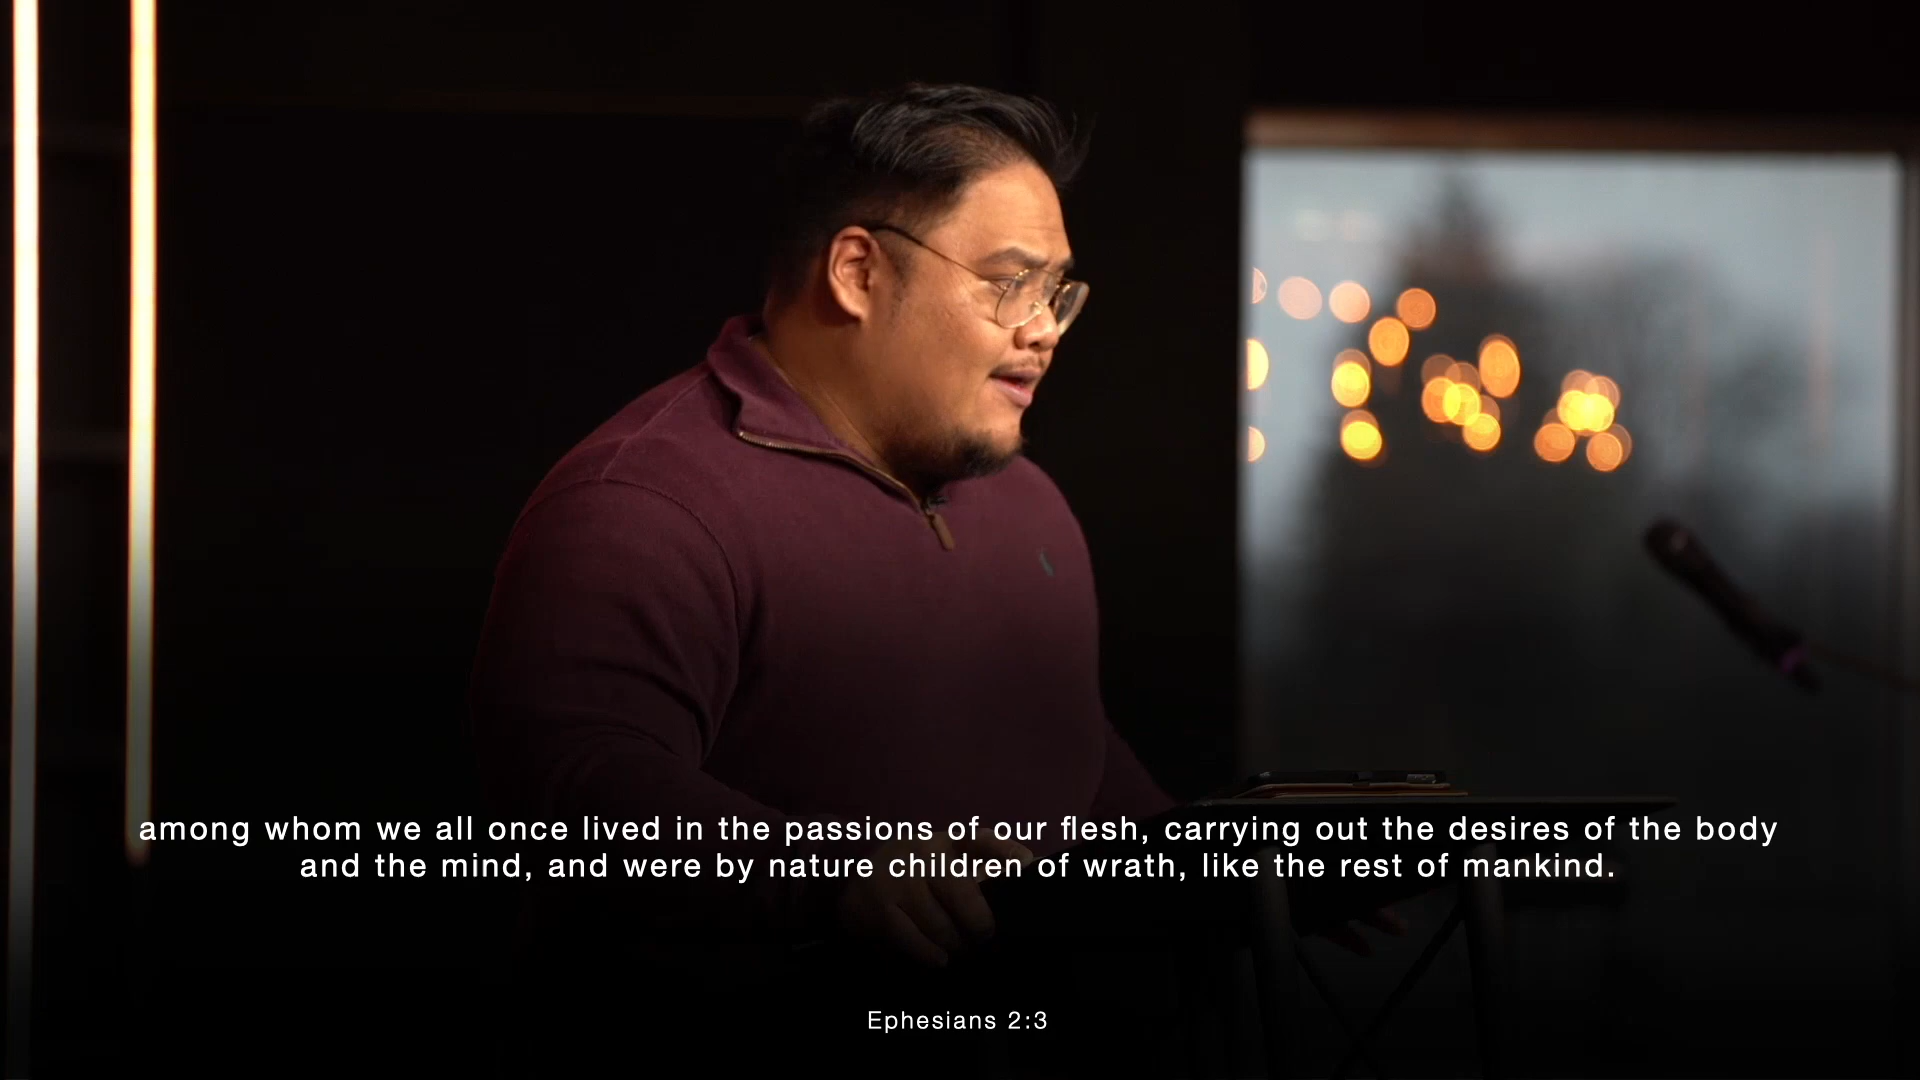 among whom we all once lived in the passions of our flesh, carrying out the desires of the body
and the mind, and were by nature children of wrath, like the rest of mankind.
Ephesians 2:3